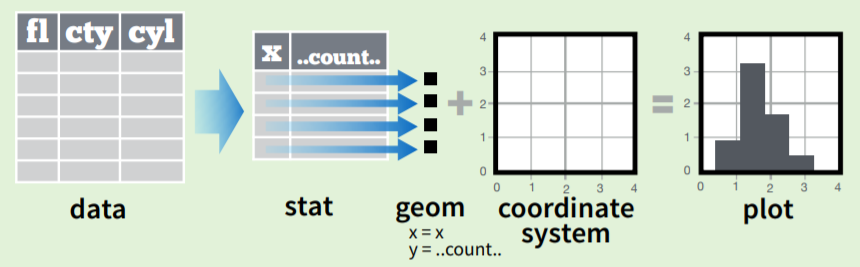 fl cty cyl
x ..count..
4
3
2
1
0
0 1 2 3 4
4
3
2
1
0
0 1 2 3 4
+
=
data
stat
geom
x = x
y = ..count..
coordinate
system
plot